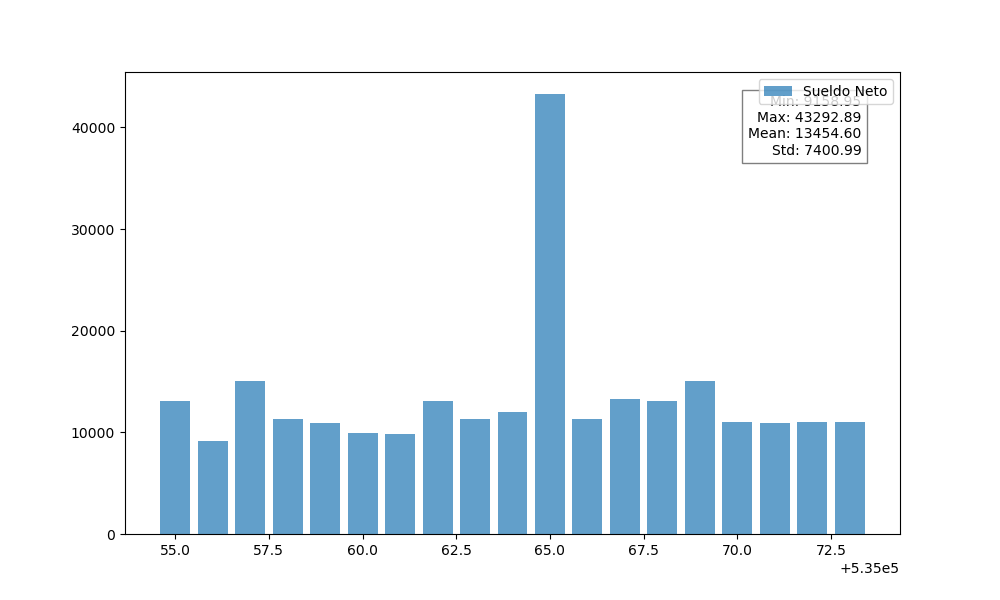 Sueldo Neto
Min: 9158.95
Max: 43292.89
Mean: 13454.60
Std: 7400.99
40000
30000
20000
10000
0
55.0 57.5 60.0 62.5 65.0 67.5 70.0 72.5
+5.35e5